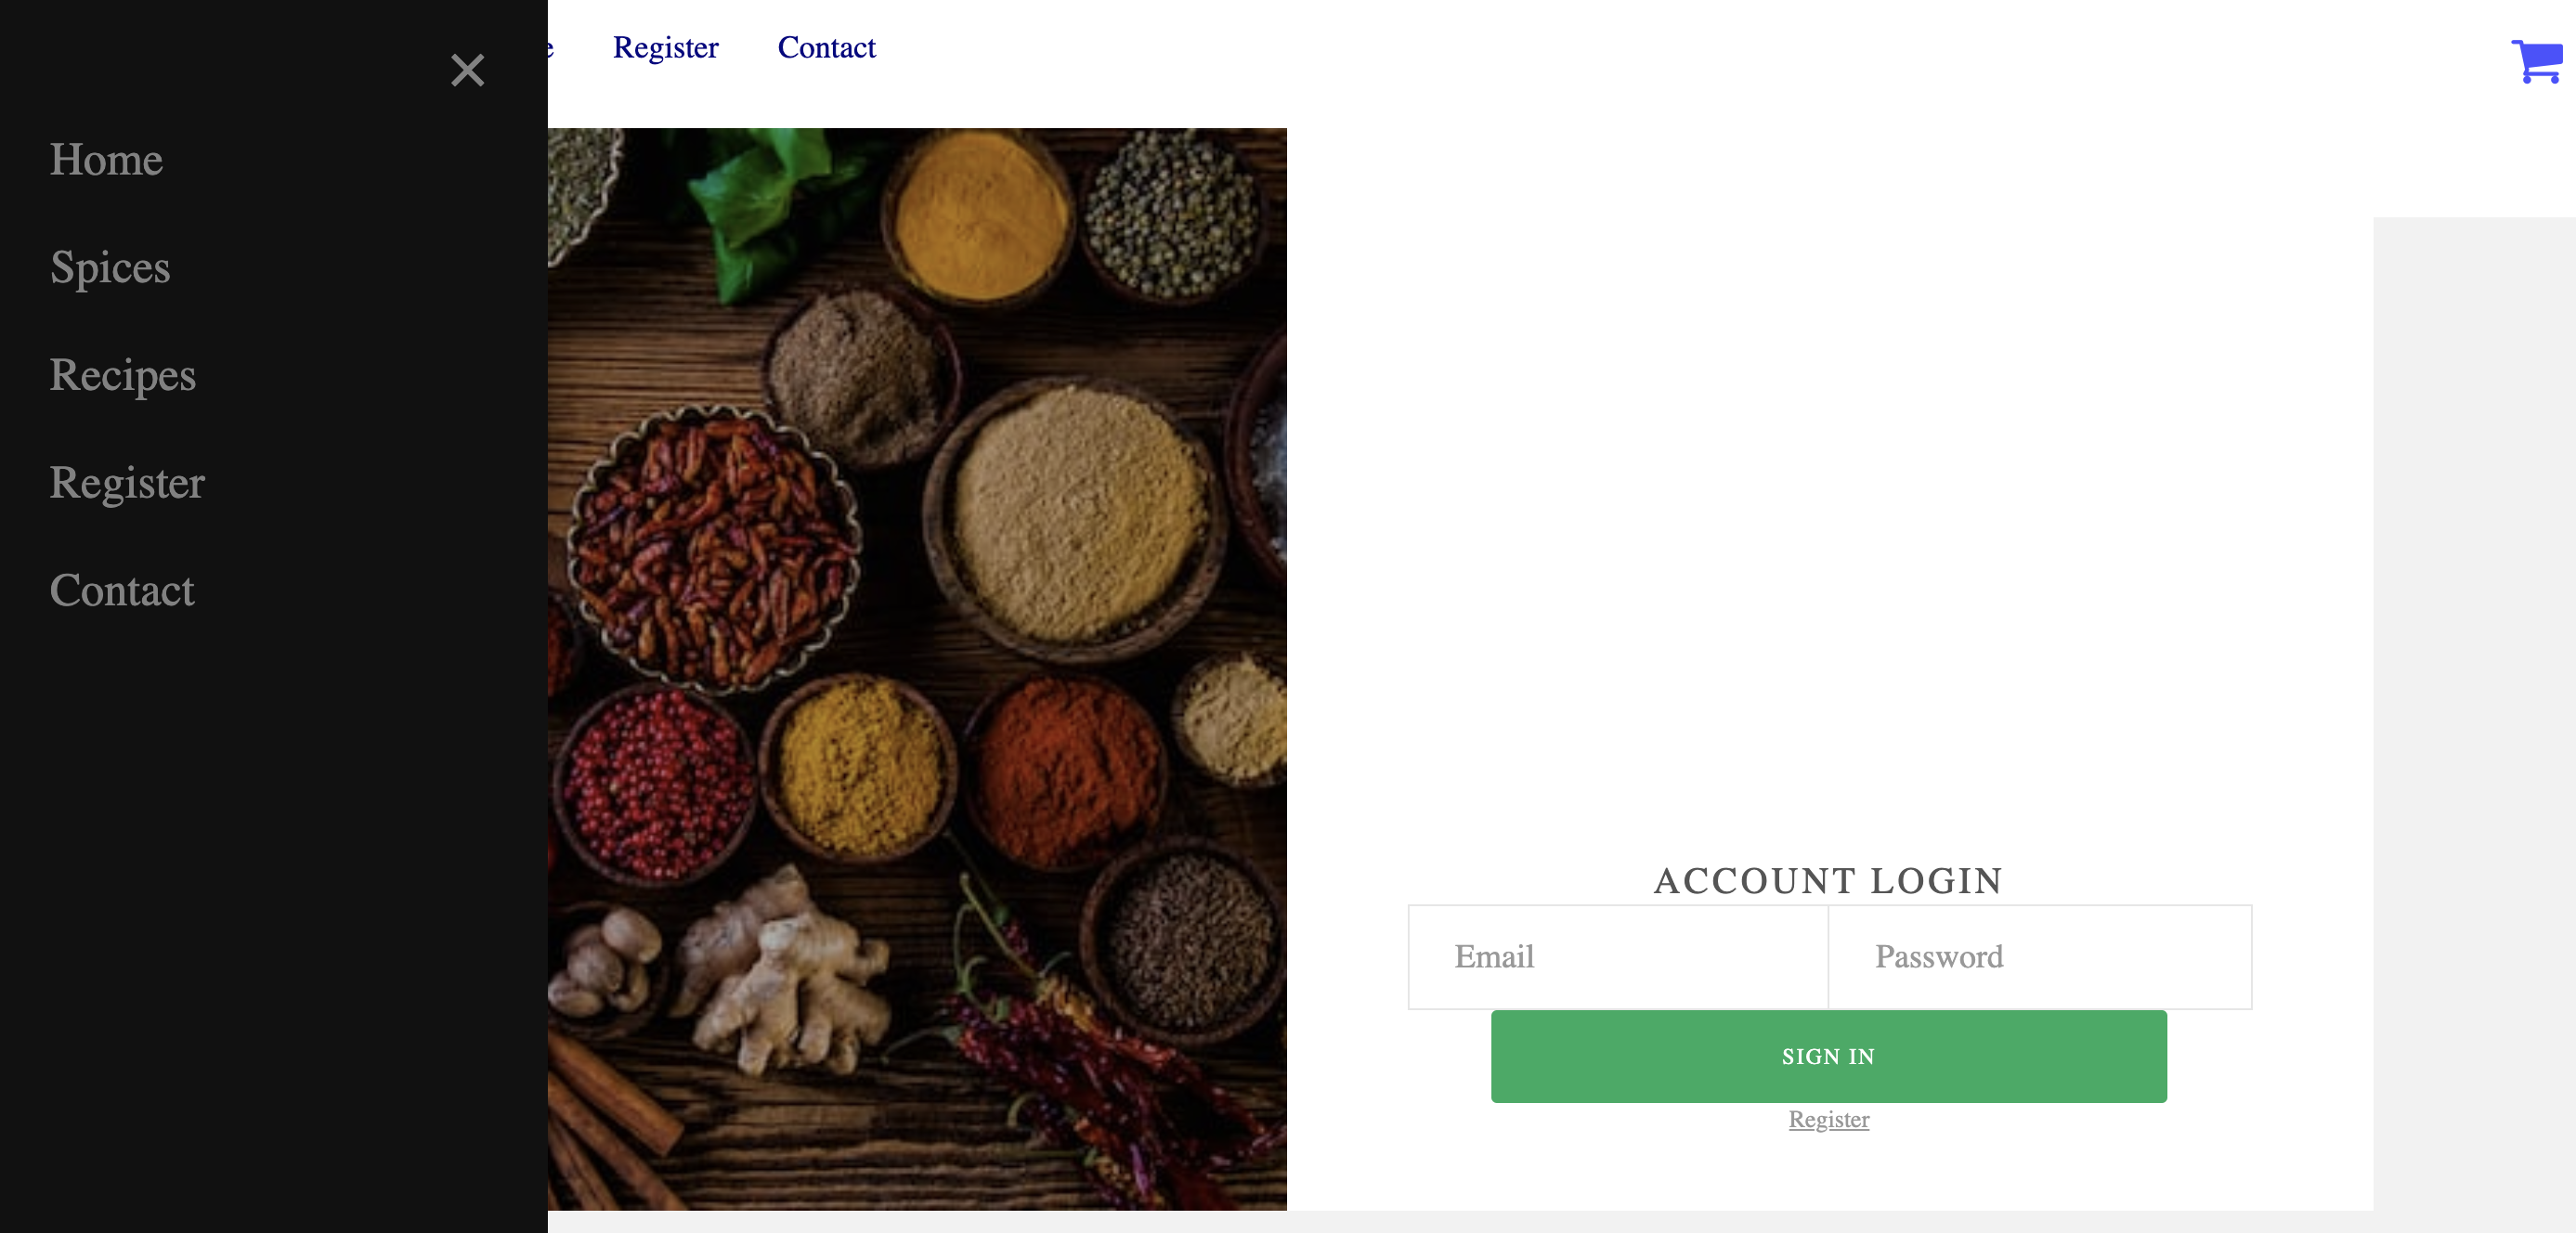 ×
Home
Spices
Recipes
Register
Contact
e Register Contact
ACCOUNT LOGIN
Email Password
SIGN IN
Register